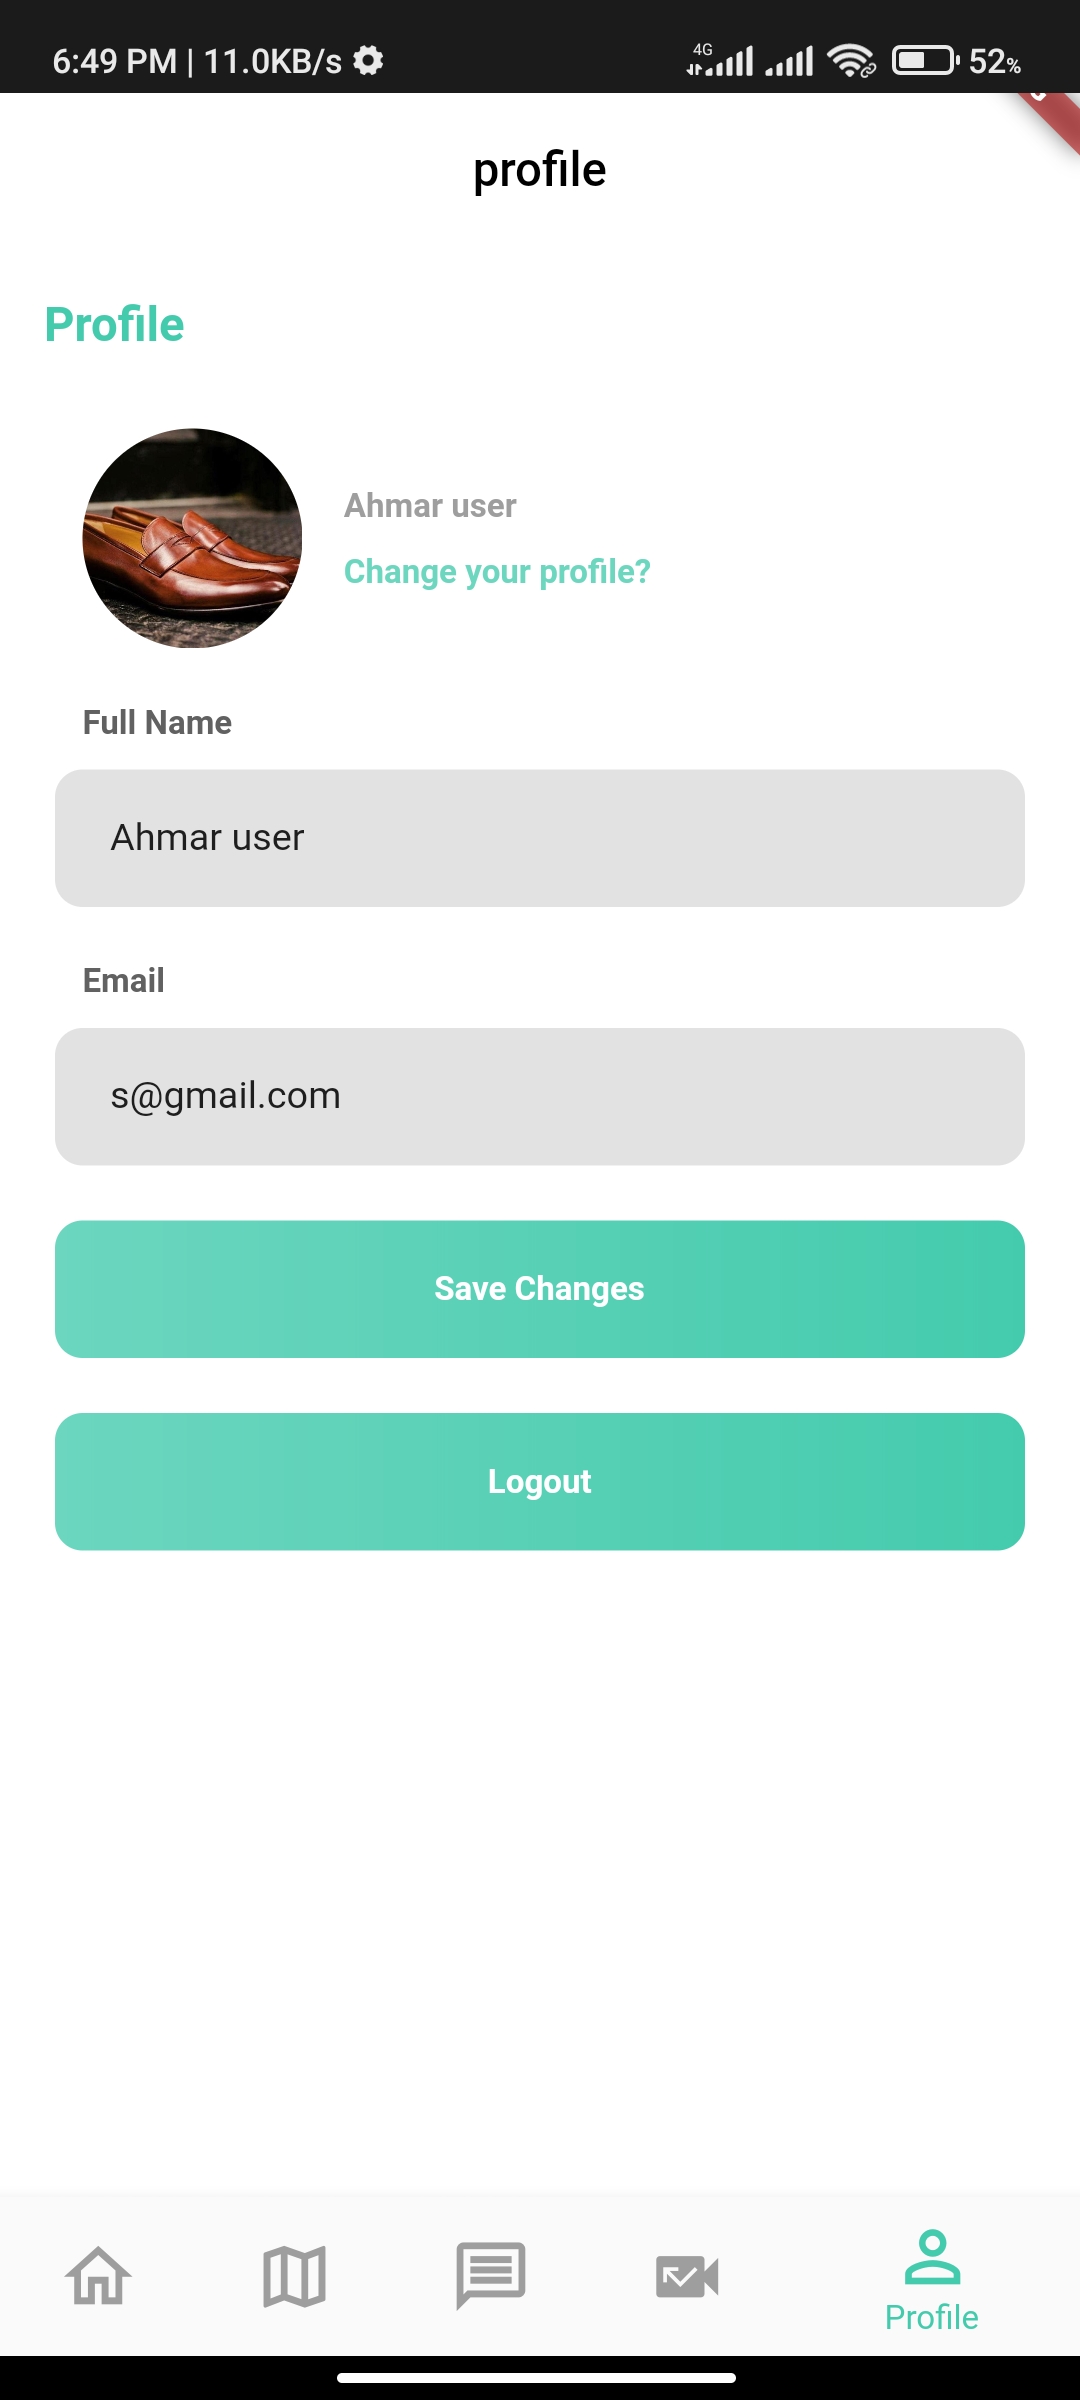 6:49 PM | 11.0KB/s
4G
52%
profile
Profile
Ahmar user
Change your profile?
Full Name
Ahmar user
Email
s@gmail.com
Save Changes
Logout
Profile